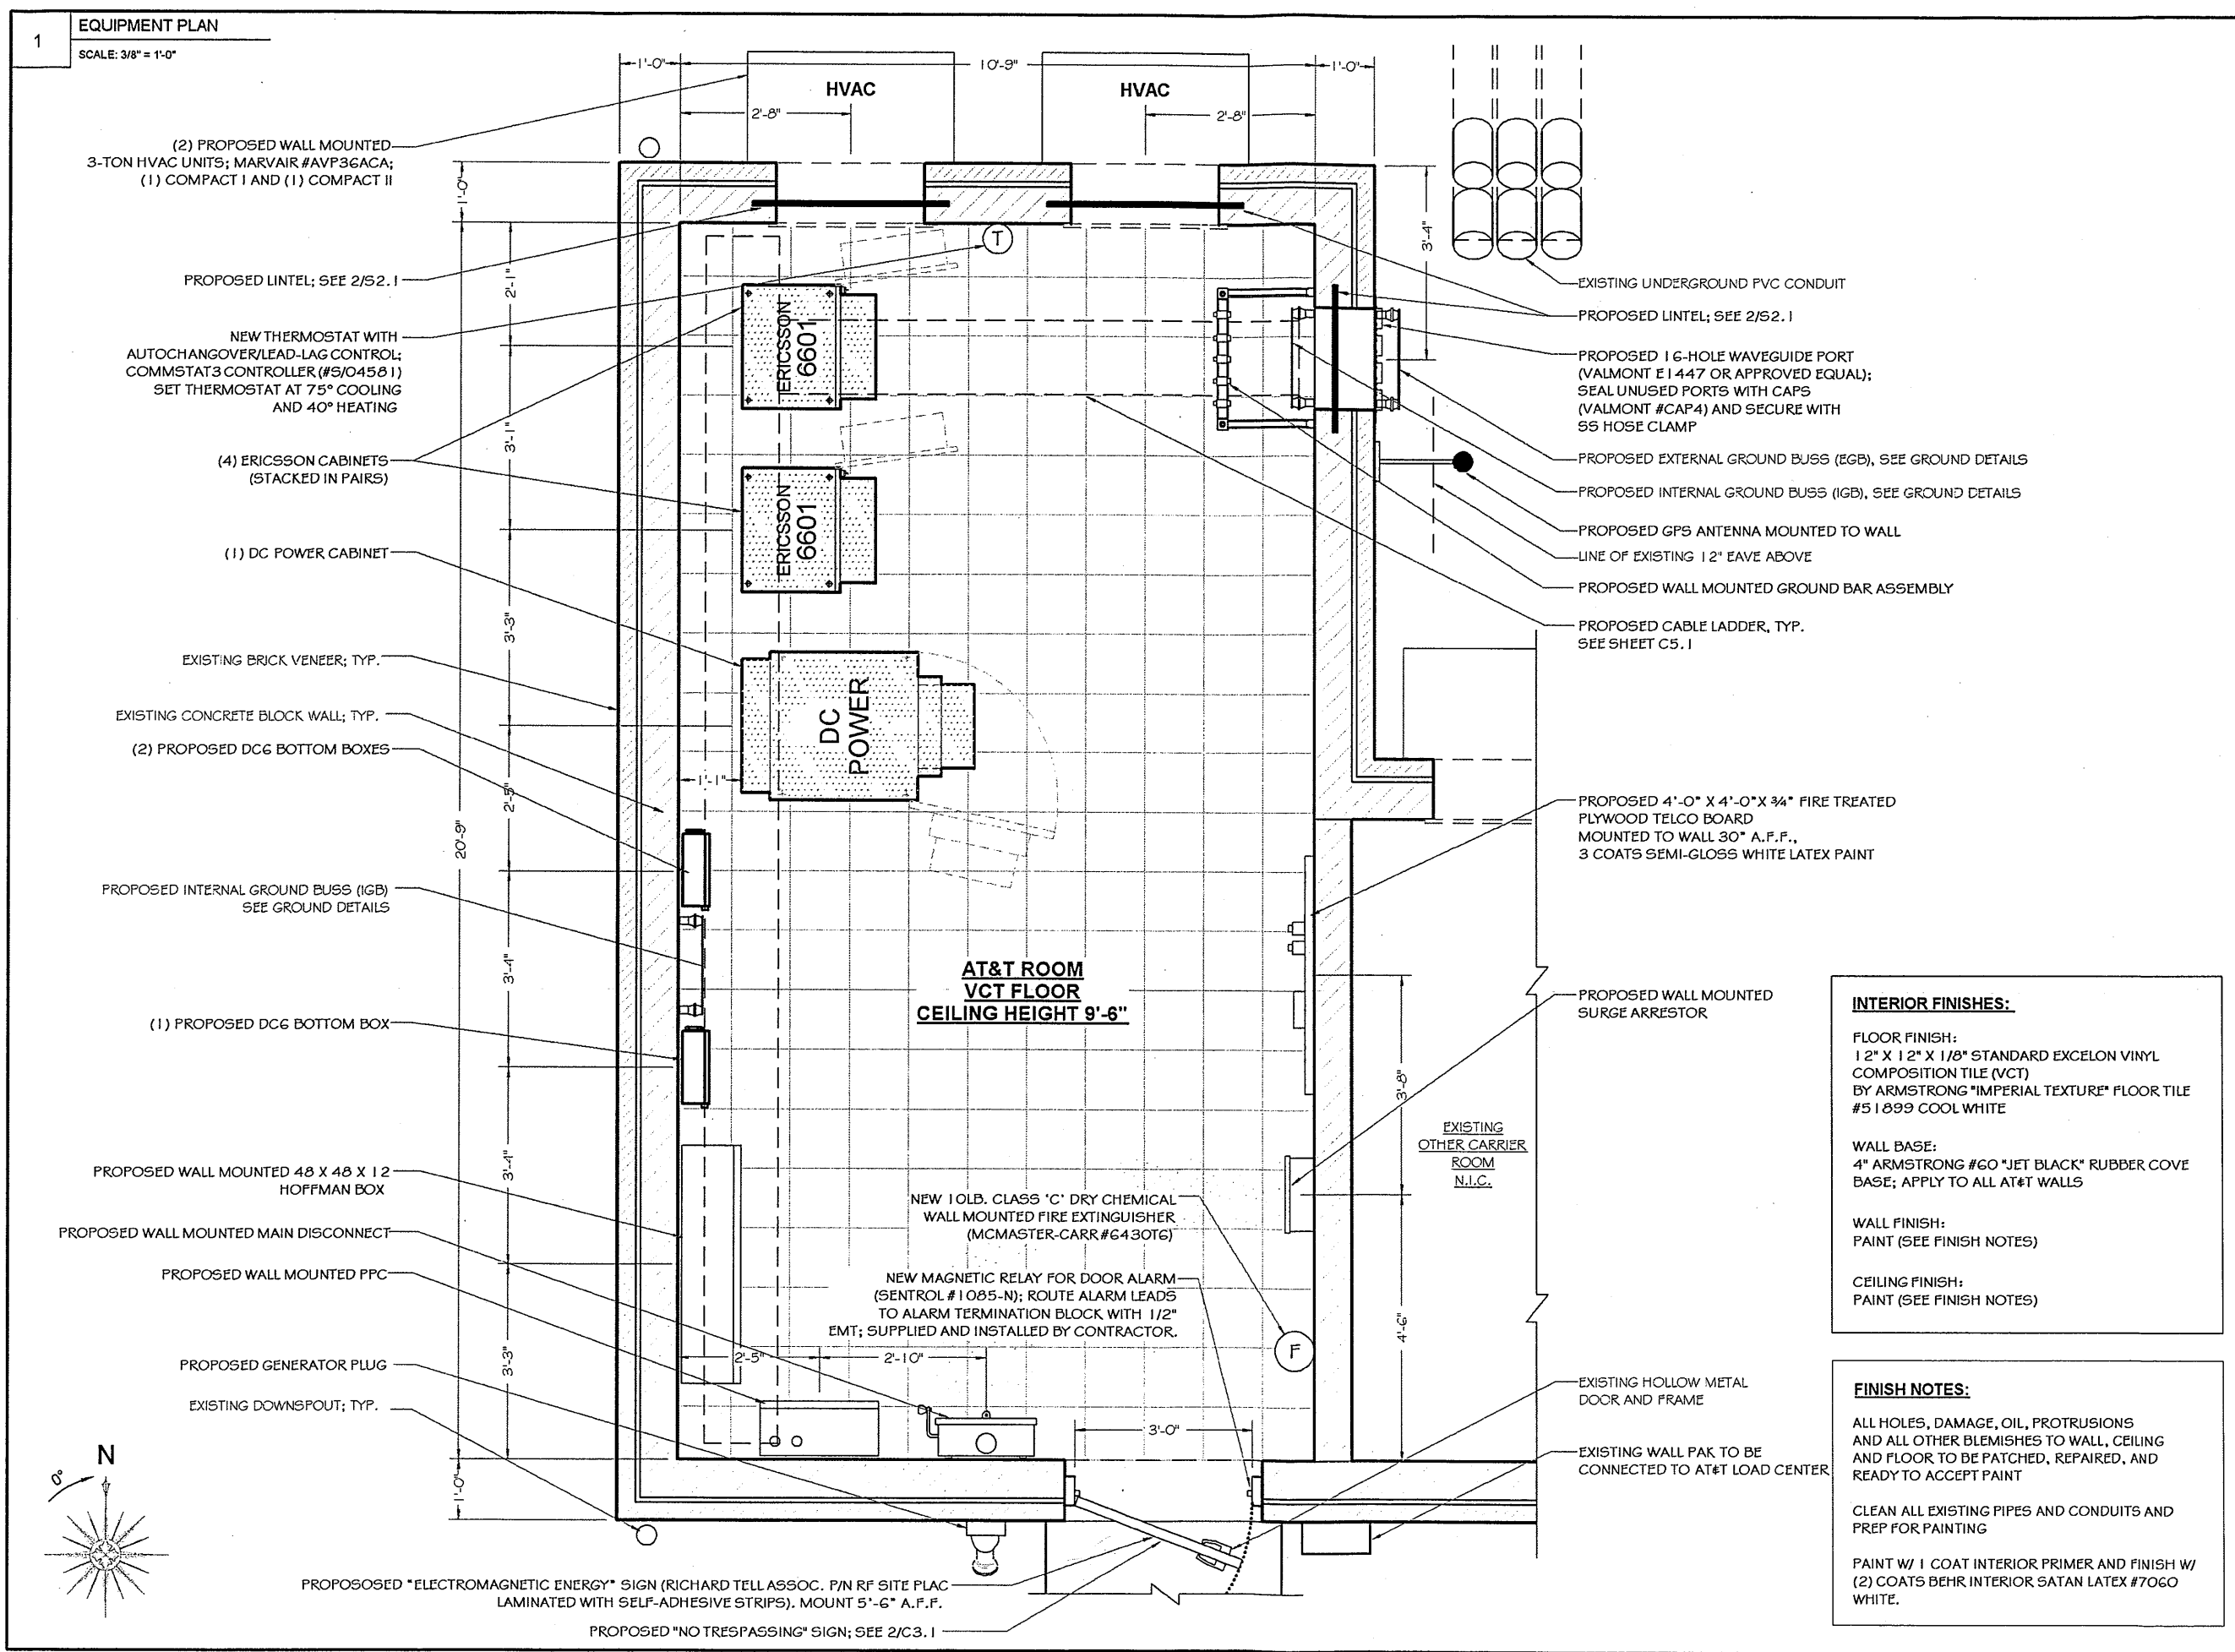 1
EQUIPMENT PLAN
SCALE: 3/8" = 1'-0"
1'-0"
10'-9"
1'-0"
HVAC
HVAC
2'-8"
2'-8"
(2) PROPOSED WALL MOUNTED
3-TON HVAC UNITS; MARVAIR #AVP36ACA;
(1) COMPACT I AND (1) COMPACT II
PROPOSED LINTEL; SEE 2/S2.1
NEW THERMOSTAT WITH
AUTOCHANGOVER/LEAD-LAG CONTROL;
COMMSTAT3 CONTROLLER (#S/04581)
SET THERMOSTAT AT 75° COOLING
AND 40° HEATING
(4) ERICSSON CABINETS
(STACKED IN PAIRS)
(1) DC POWER CABINET
EXISTING BRICK VENEER; TYP.
EXISTING CONCRETE BLOCK WALL; TYP.
(2) PROPOSED DC6 BOTTOM BOXES
PROPOSED INTERNAL GROUND BUSS (IGB)
SEE GROUND DETAILS
(1) PROPOSED DC6 BOTTOM BOX
PROPOSED WALL MOUNTED 48 X 48 X 12
HOFFMAN BOX
PROPOSED WALL MOUNTED MAIN DISCONNECT
PROPOSED WALL MOUNTED PPC
PROPOSED GENERATOR PLUG
EXISTING DOWNSPOUT; TYP.
N
0°
1'-0"
20'-9"
1'-0"
2'-1"
3'-1"
3'-3"
2'-5"
3'-4"
3'-4"
3'-3"
T
ERICSSON
6601
ERICSSON
6601
DC
POWER
1'-1"
AT&T ROOM
VCT FLOOR
CEILING HEIGHT 9'-6"
NEW 10LB. CLASS 'C' DRY CHEMICAL
WALL MOUNTED FIRE EXTINGUISHER
(MCMASTER-CARR #6430T6)
NEW MAGNETIC RELAY FOR DOOR ALARM
(SENTROL #1085-N); ROUTE ALARM LEADS
TO ALARM TERMINATION BLOCK WITH 1/2"
EMT; SUPPLIED AND INSTALLED BY CONTRACTOR.
F
2'-5"
2'-10"
3'-0"
PROPOSOSED "ELECTROMAGNETIC ENERGY" SIGN (RICHARD TELL ASSOC. P/N RF SITE PLAC
LAMINATED WITH SELF-ADHESIVE STRIPS). MOUNT 5'-6" A.F.F.
PROPOSED "NO TRESPASSING" SIGN; SEE 2/C3.1
3'-4"
EXISTING UNDERGROUND PVC CONDUIT
PROPOSED LINTEL; SEE 2/S2.1
PROPOSED 16-HOLE WAVEGUIDE PORT
(VALMONT E1447 OR APPROVED EQUAL);
SEAL UNUSED PORTS WITH CAPS
(VALMONT #CAP4) AND SECURE WITH
SS HOSE CLAMP
PROPOSED EXTERNAL GROUND BUSS (EGB), SEE GROUND DETAILS
PROPOSED INTERNAL GROUND BUSS (IGB), SEE GROUND DETAILS
PROPOSED GPS ANTENNA MOUNTED TO WALL
LINE OF EXISTING 12" EAVE ABOVE
PROPOSED WALL MOUNTED GROUND BAR ASSEMBLY
PROPOSED CABLE LADDER, TYP.
SEE SHEET C5.1
PROPOSED 4'-0" X 4'-0"X 3/4" FIRE TREATED
PLYWOOD TELCO BOARD
MOUNTED TO WALL 30" A.F.F.,
3 COATS SEMI-GLOSS WHITE LATEX PAINT
PROPOSED WALL MOUNTED
SURGE ARRESTOR
3'-8"
4'-6"
EXISTING
OTHER CARRIER
ROOM
N.I.C.
EXISTING HOLLOW METAL
DOOR AND FRAME
EXISTING WALL PAK TO BE
CONNECTED TO AT&T LOAD CENTER
INTERIOR FINISHES:
FLOOR FINISH:
12" X 12" X 1/8" STANDARD EXCELON VINYL
COMPOSITION TILE (VCT)
BY ARMSTRONG "IMPERIAL TEXTURE" FLOOR TILE
#51899 COOL WHITE
WALL BASE:
4" ARMSTRONG #60 "JET BLACK" RUBBER COVE
BASE; APPLY TO ALL AT&T WALLS
WALL FINISH:
PAINT (SEE FINISH NOTES)
CEILING FINISH:
PAINT (SEE FINISH NOTES)
FINISH NOTES:
ALL HOLES, DAMAGE, OIL, PROTRUSIONS
AND ALL OTHER BLEMISHES TO WALL, CEILING
AND FLOOR TO BE PATCHED, REPAIRED, AND
READY TO ACCEPT PAINT
CLEAN ALL EXISTING PIPES AND CONDUITS AND
PREP FOR PAINTING
PAINT W/ 1 COAT INTERIOR PRIMER AND FINISH W/
(2) COATS BEHR INTERIOR SATAN LATEX #7060
WHITE.